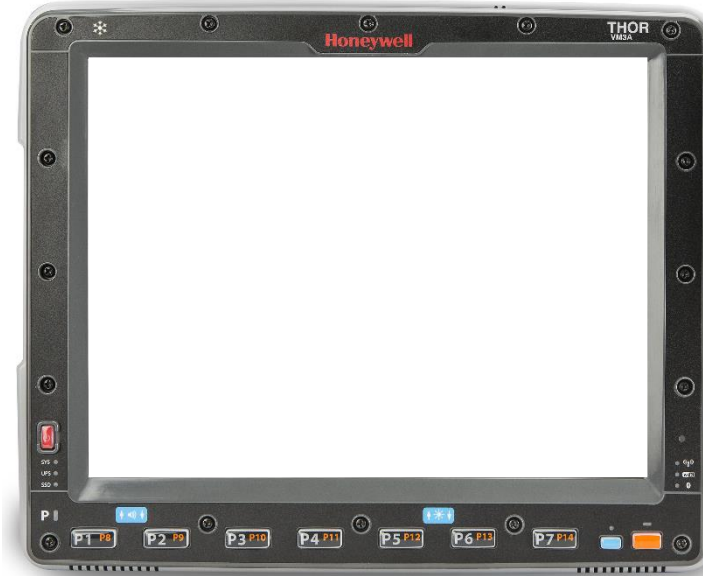 Honeywell
THOR
VM3A
SYS
UPS
SSD
P
P1 P8
P2 P9
P3 P10
P4 P11
P5 P12
P6 P13
P7 P14